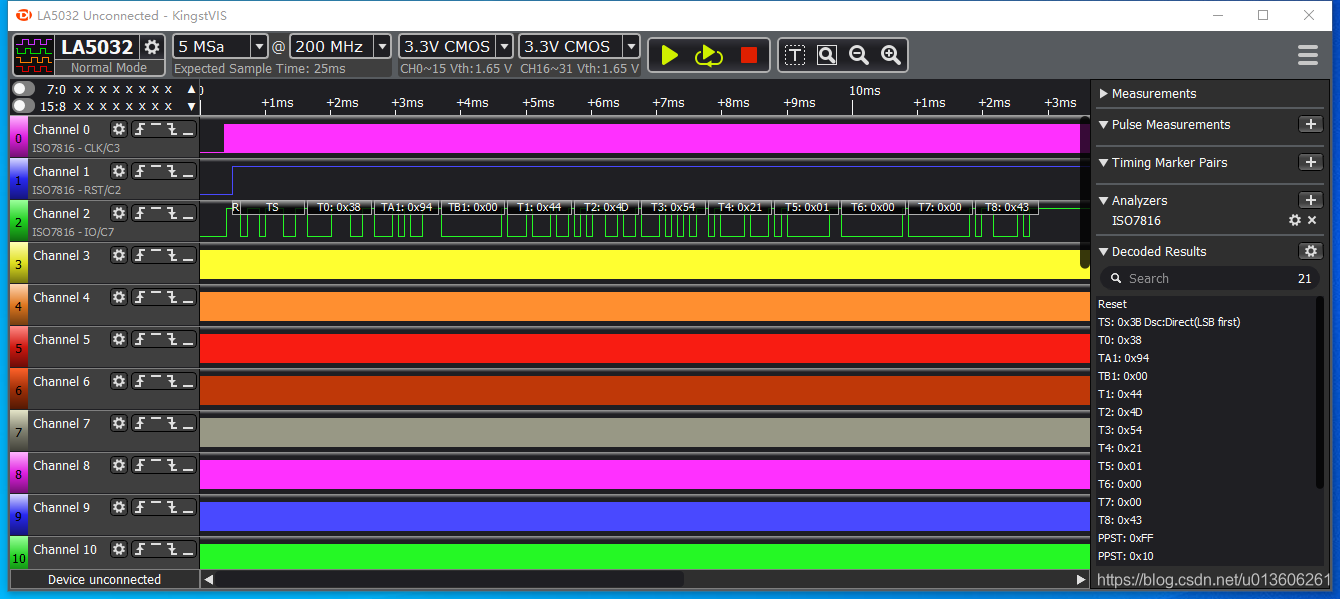 LA5032 Unconnected - KingstVIS
LA5032
Normal Mode
5 MSa @ 200 MHz
Expected Sample Time: 25ms
3.3V CMOS
CH0~15 Vth:1.65 V
3.3V CMOS
CH16~31 Vth:1.65 V
T
7:0 x x x x x x x x
15:8 x x x x x x x x
+1ms +2ms +3ms +4ms +5ms +6ms +7ms +8ms +9ms 10ms +1ms +2ms +3ms
0 Channel 0
ISO7816 - CLK/C3
1 Channel 1
ISO7816 - RST/C2
2 Channel 2
ISO7816 - IO/C7
R TS T0: 0x38 TA1: 0x94 TB1: 0x00 T1: 0x44 T2: 0x4D T3: 0x54 T4: 0x21 T5: 0x01 T6: 0x00 T7: 0x00 T8: 0x43
3 Channel 3
4 Channel 4
5 Channel 5
6 Channel 6
7 Channel 7
8 Channel 8
9 Channel 9
10 Channel 10
Device unconnected
Measurements
Pulse Measurements
Timing Marker Pairs
Analyzers
ISO7816
Decoded Results
Search 21
Reset
TS: 0x3B Dsc:Direct(LSB first)
T0: 0x38
TA1: 0x94
TB1: 0x00
T1: 0x44
T2: 0x4D
T3: 0x54
T4: 0x21
T5: 0x01
T6: 0x00
T7: 0x00
T8: 0x43
PPST: 0xFF
PPST: 0x10
https://blog.csdn.net/u013606261